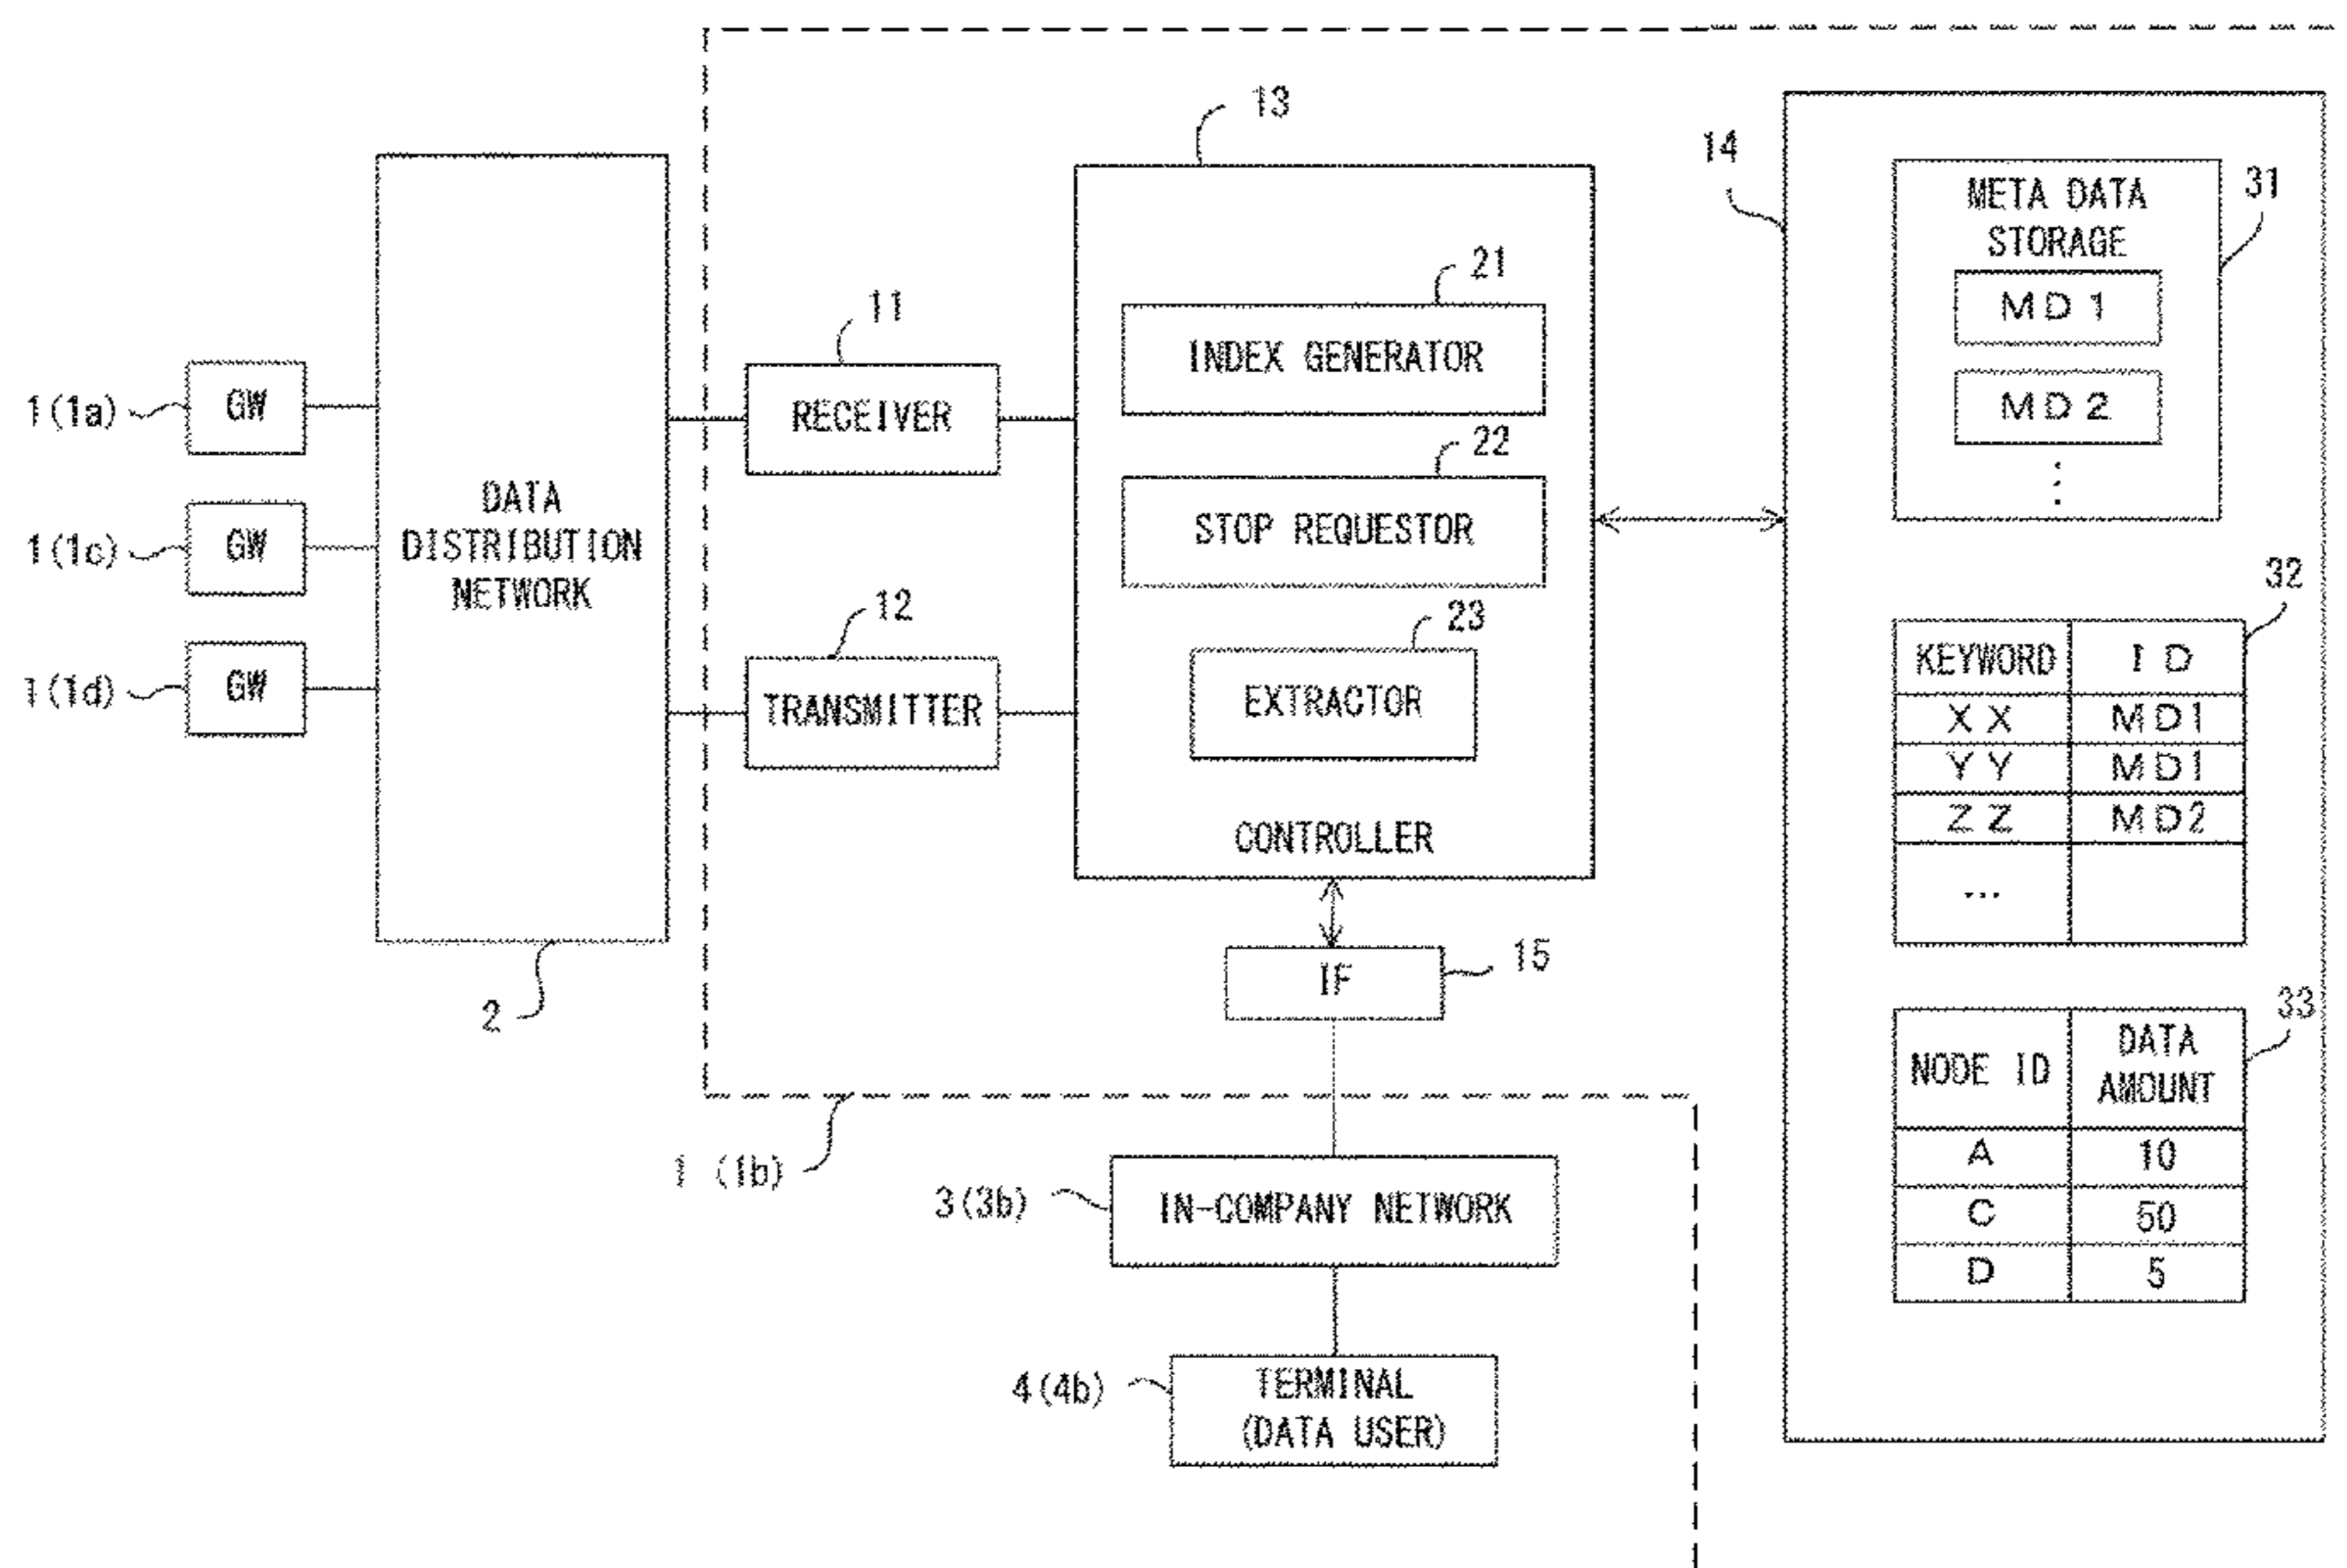 13
14
META DATA
STORAGE
31
MD1
MD2
⋮
21
INDEX GENERATOR
11
RECEIVER
1(1a)
GW
22
STOP REQUESTOR
DATA
DISTRIBUTION
NETWORK
1(1c)
GW
12
TRANSMITTER
23
EXTRACTOR
1(1d)
GW
CONTROLLER
32
KEYWORD ID
XX MD1
YY MD1
ZZ MD2
...
2
15
IF
33
NODE ID DATA AMOUNT
A 10
C 50
D 5
1 (1b)
3(3b)
IN-COMPANY NETWORK
4(4b)
TERMINAL
(DATA USER)